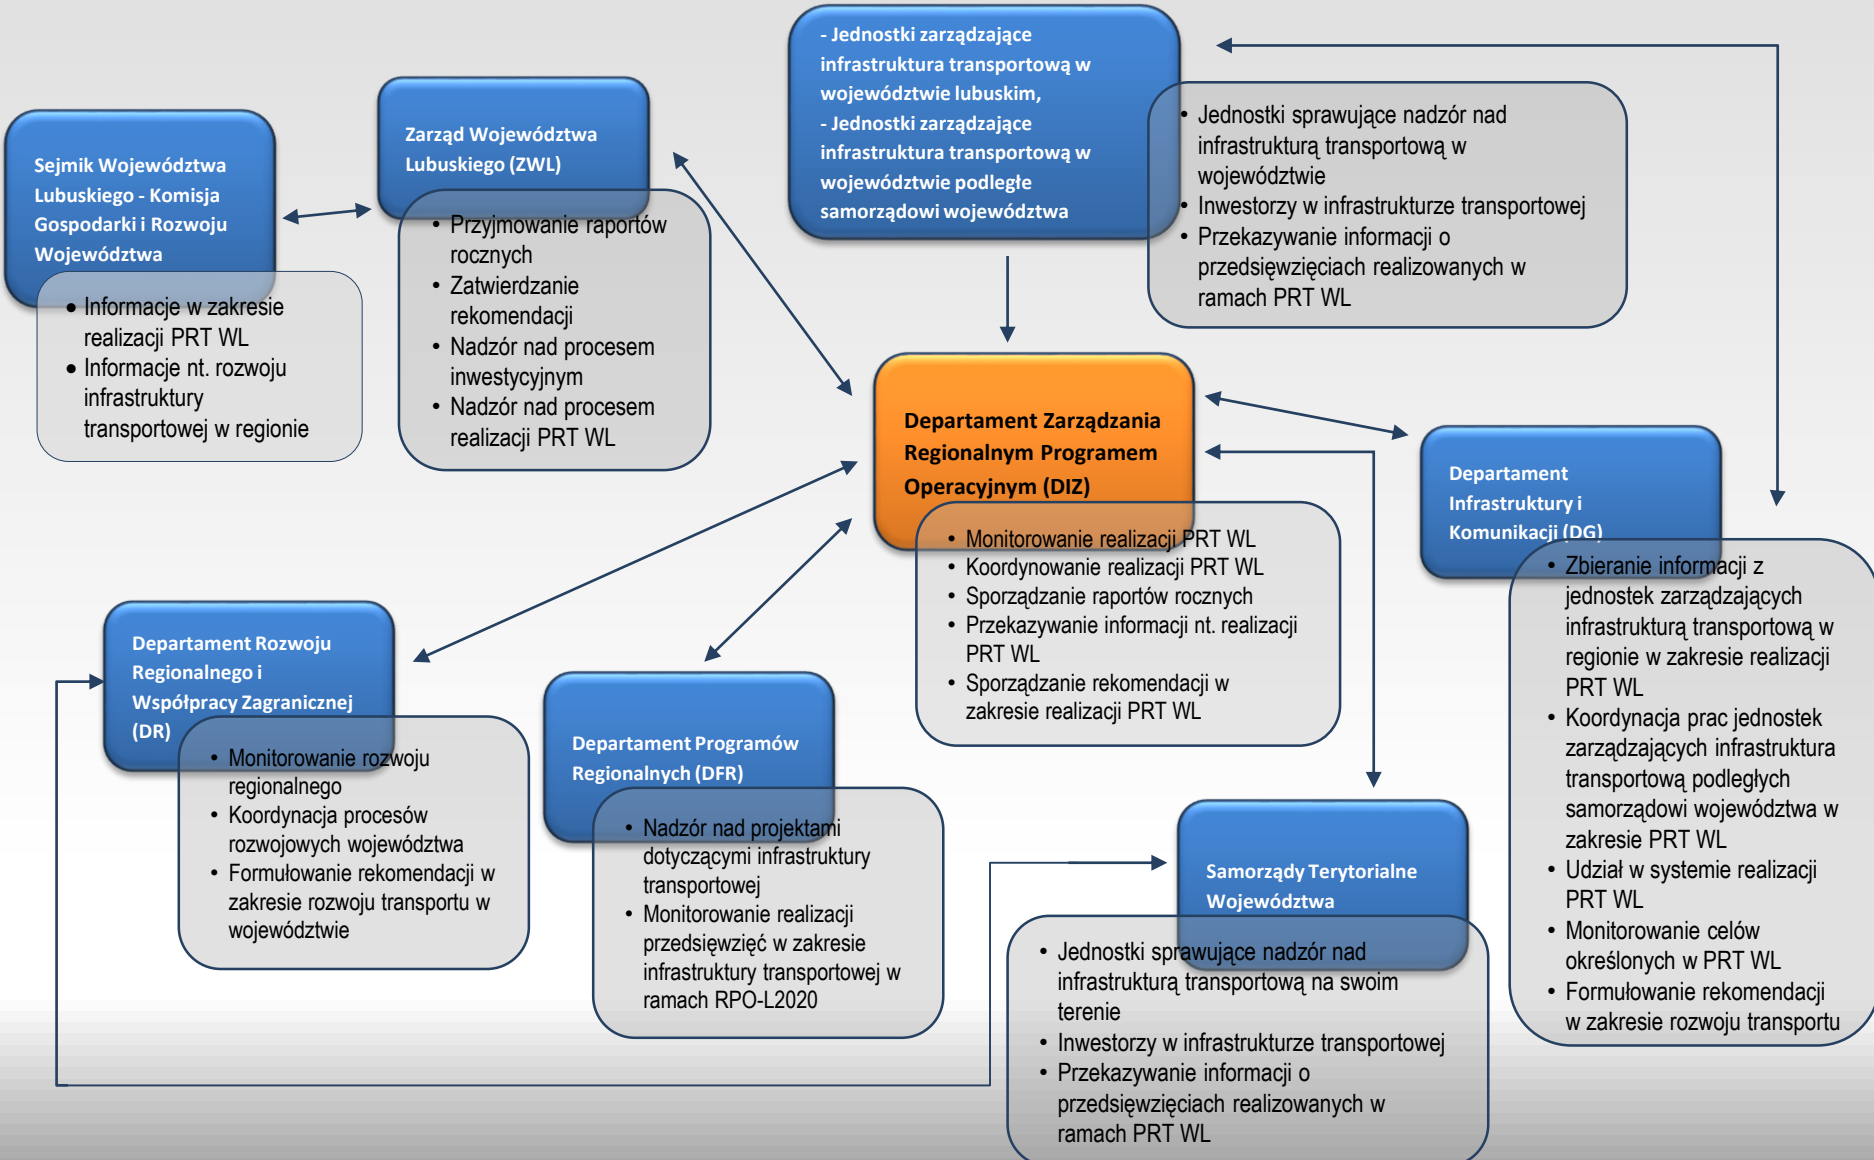 Sejmik Województwa
Lubuskiego - Komisja
Gospodarki i Rozwoju
Województwa
• Informacje w zakresie
realizacji PRT WL
• Informacje nt. rozwoju
infrastruktury
transportowej w regionie
Zarząd Województwa
Lubuskiego (ZWL)
• Przyjmowanie raportów
rocznych
• Zatwierdzanie
rekomendacji
• Nadzór nad procesem
inwestycyjnym
• Nadzór nad procesem
realizacji PRT WL
- Jednostki zarządzające
infrastruktura transportową w
województwie lubuskim,
- Jednostki zarządzające
infrastruktura transportową w
województwie podległe
samorządowi województwa
• Jednostki sprawujące nadzór nad
infrastrukturą transportową w
województwie
• Inwestorzy w infrastrukturze transportowej
• Przekazywanie informacji o
przedsięwzięciach realizowanych w
ramach PRT WL
Departament Zarządzania
Regionalnym Programem
Operacyjnym (DIZ)
• Monitorowanie realizacji PRT WL
• Koordynowanie realizacji PRT WL
• Sporządzanie raportów rocznych
• Przekazywanie informacji nt. realizacji
PRT WL
• Sporządzanie rekomendacji w
zakresie realizacji PRT WL
Departament
Infrastruktury i
Komunikacji (DG)
• Zbieranie informacji z
jednostek zarządzających
infrastrukturą transportową w
regionie w zakresie realizacji
PRT WL
• Koordynacja prac jednostek
zarządzających infrastruktura
transportową podległych
samorządowi województwa w
zakresie PRT WL
• Udział w systemie realizacji
PRT WL
• Monitorowanie celów
określonych w PRT WL
• Formułowanie rekomendacji
w zakresie rozwoju transportu
Departament Rozwoju
Regionalnego i
Współpracy Zagranicznej
(DR)
• Monitorowanie rozwoju
regionalnego
• Koordynacja procesów
rozwojowych województwa
• Formułowanie rekomendacji w
zakresie rozwoju transportu w
województwie
Departament Programów
Regionalnych (DFR)
• Nadzór nad projektami
dotyczącymi infrastruktury
transportowej
• Monitorowanie realizacji
przedsięwzięć w zakresie
infrastruktury transportowej w
ramach RPO-L2020
Samorządy Terytorialne
Województwa
• Jednostki sprawujące nadzór nad
infrastrukturą transportową na swoim
terenie
• Inwestorzy w infrastrukturze transportowej
• Przekazywanie informacji o
przedsięwzięciach realizowanych w
ramach PRT WL